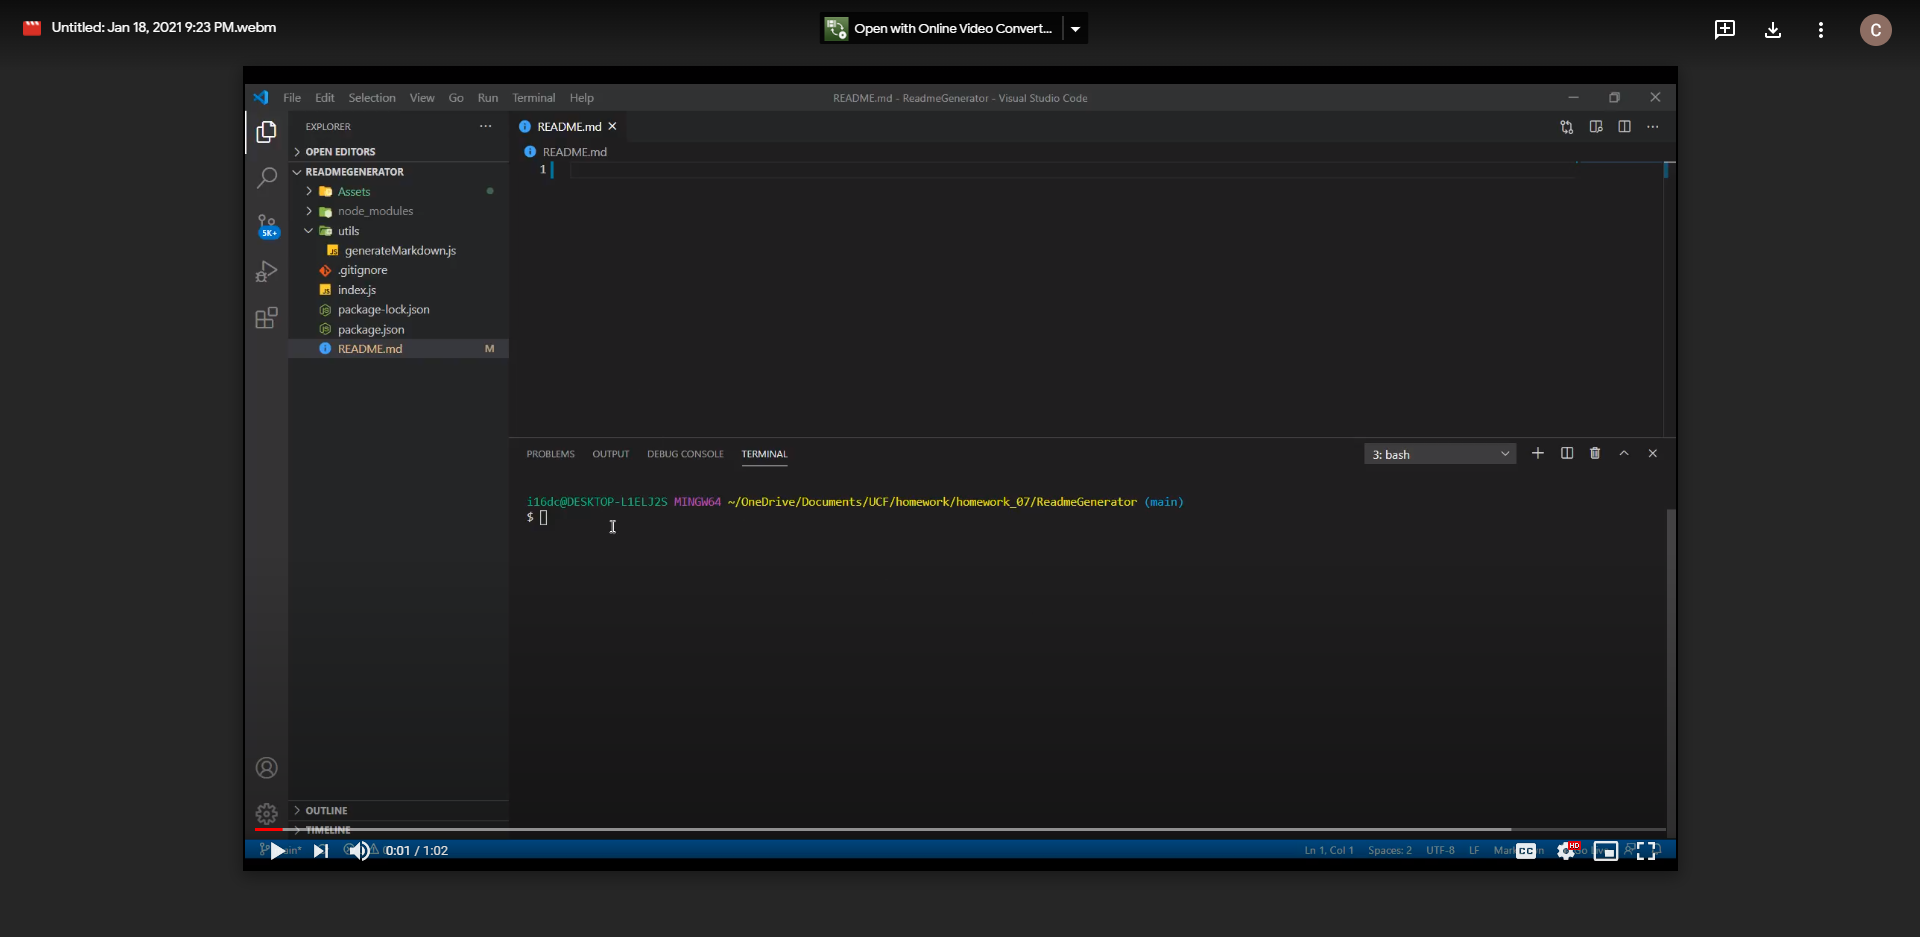 Untitled: Jan 18, 2021 9:23 PM.webm
Open with Online Video Convert...
C
File Edit Selection View Go Run Terminal Help
README.md - ReadmeGenerator - Visual Studio Code
EXPLORER
README.md
OPEN EDITORS
README.md
READMEGENERATOR
1
Assets
node_modules
5K+
utils
generateMarkdown.js
.gitignore
index.js
package-lock.json
package.json
README.md M
PROBLEMS OUTPUT DEBUG CONSOLE TERMINAL
3: bash
i16dc@DESKTOP-L1ELJ2S MINGW64 ~/OneDrive/Documents/UCF/homework/homework_07/ReadmeGenerator (main)
$
OUTLINE
TIMELINE
0:01 / 1:02
Ln 1, Col 1 Spaces: 2 UTF-8 LF
CC
HD